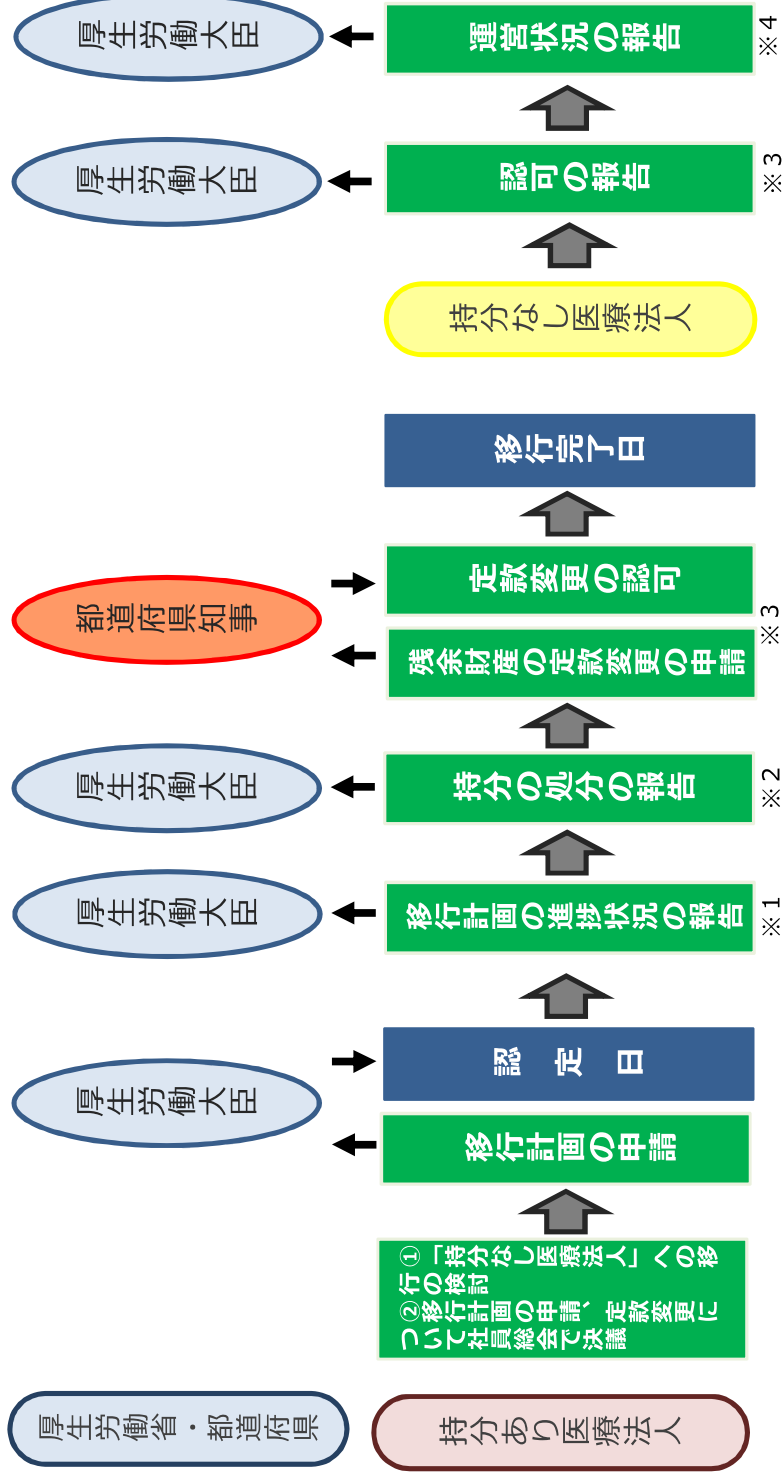 厚生労働省・都道府県
厚生労働大臣
厚生労働大臣
厚生労働大臣
都道府県知事
厚生労働大臣
厚生労働大臣
持分あり医療法人
①「持分なし医療法人」への移
行の検討
②移行計画の申請、定款変更に
ついて社員総会で決議
移行計画の申請
認 定 日
移行計画の進捗状況の報告
持分の処分の報告
残余財産の定款変更の申請
定款変更の認可
移行完了日
持分なし医療法人
認可の報告
運営状況の報告
※1
※2
※3
※3
※4